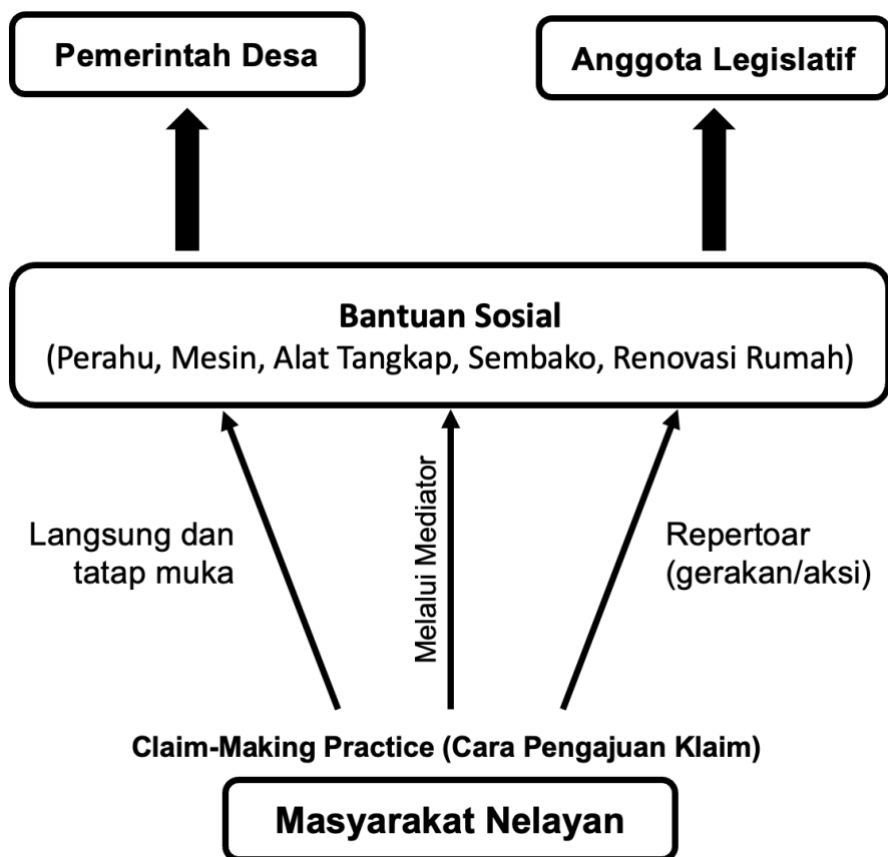 Pemerintah Desa
Anggota Legislatif
Bantuan Sosial
(Perahu, Mesin, Alat Tangkap, Sembako, Renovasi Rumah)
Langsung dan
tatap muka
Melalui Mediator
Repertoar
(gerakan/aksi)
Claim-Making Practice (Cara Pengajuan Klaim)
Masyarakat Nelayan